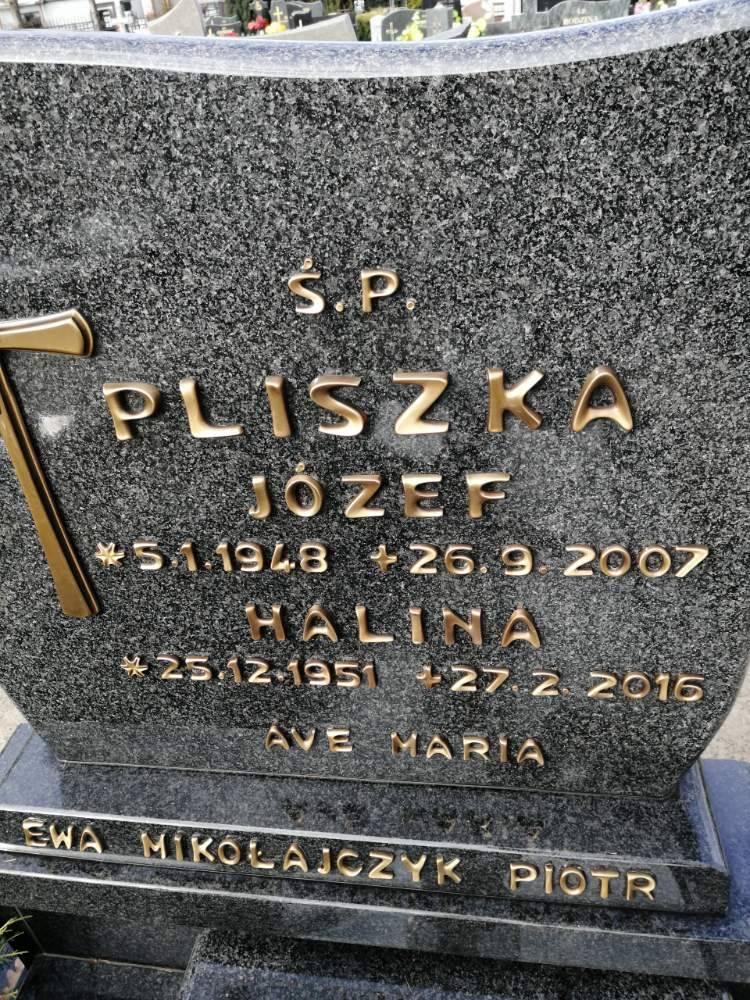 Ś.P.
PLISZKA
JÓZEF
*5.1.1948 +26.9.2007
HALINA
*25.12.1951 +27.2.2016
AVE MARIA
EWA MIKOŁAJCZYK PIOTR
RODZINA